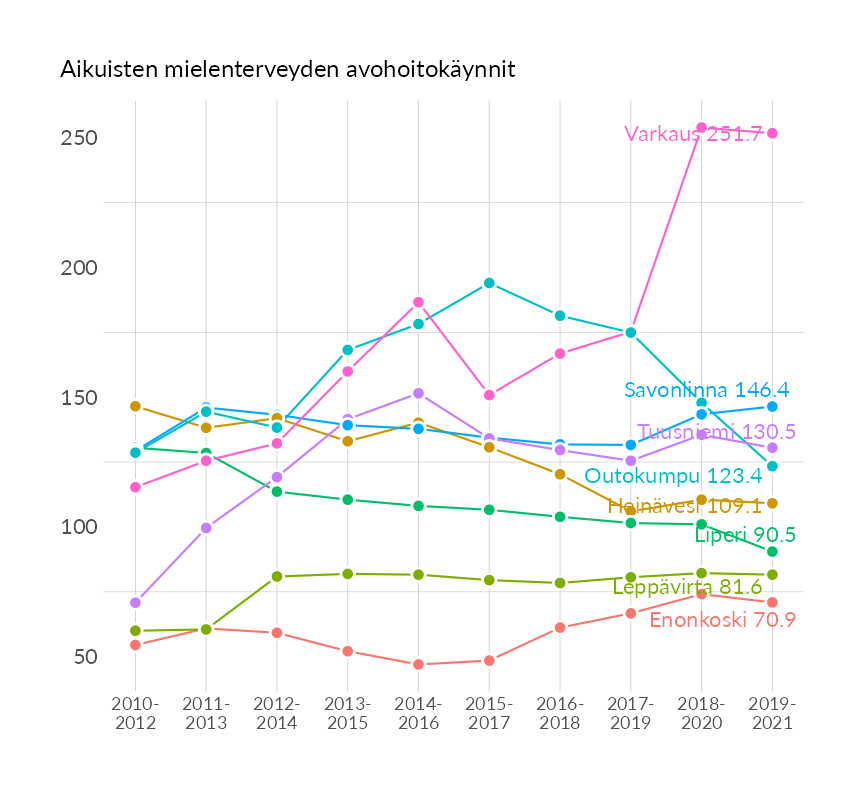 Aikuisten mielenterveyden avohoitokäynnit
250
Varkaus 251.7
200
150
Savonlinna 146.4
Tuusniemi 130.5
Outokumpu 123.4
Heinävesi 109.1
100
Liperi 90.5
Leppävirta 81.6
Enonkoski 70.9
50
2010- 2011- 2012- 2013- 2014- 2015- 2016- 2017- 2018- 2019-
2012 2013 2014 2015 2016 2017 2018 2019 2020 2021